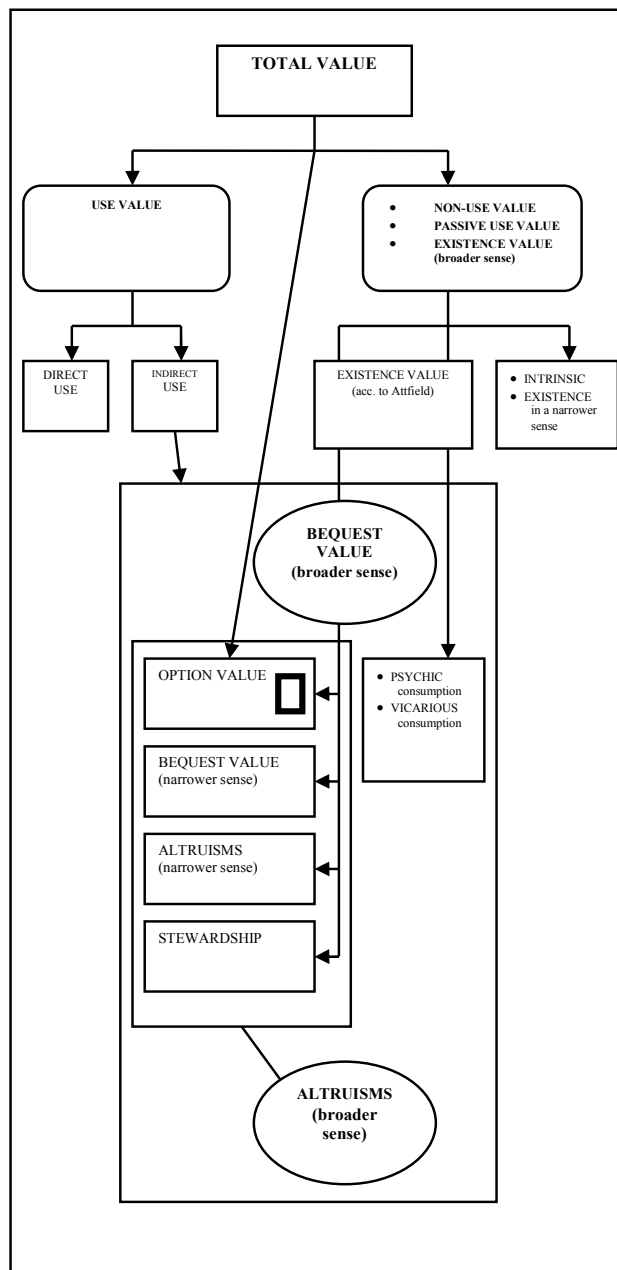 TOTAL VALUE
USE VALUE
• NON-USE VALUE
• PASSIVE USE VALUE
• EXISTENCE VALUE
(broader sense)
DIRECT
USE
INDIRECT
USE
EXISTENCE VALUE
(acc. to Attfield)
• INTRINSIC
• EXISTENCE
in a narrower
sense
BEQUEST
VALUE
(broader sense)
OPTION VALUE
• PSYCHIC
consumption
• VICARIOUS
consumption
BEQUEST VALUE
(narrower sense)
ALTRUISMS
(narrower sense)
STEWARDSHIP
ALTRUISMS
(broader
sense)